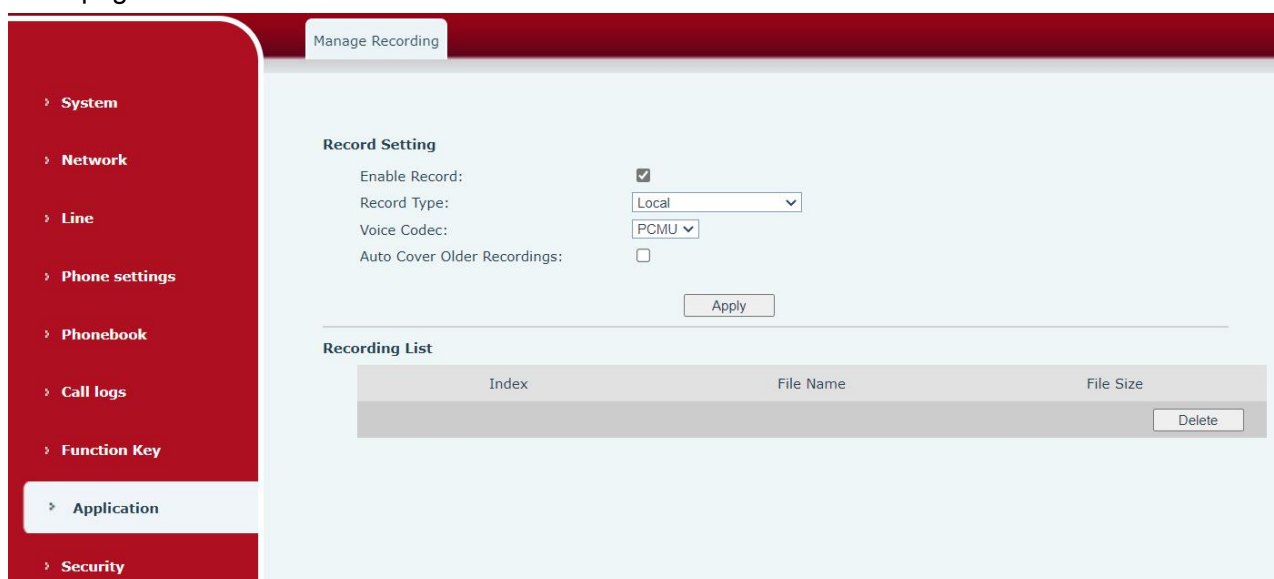 Manage Recording
System
Network
Line
Phone settings
Phonebook
Call logs
Function Key
Application
Security
Record Setting
Enable Record:
Record Type: Local
Voice Codec: PCMU
Auto Cover Older Recordings:
Apply
Recording List
Index File Name File Size
Delete